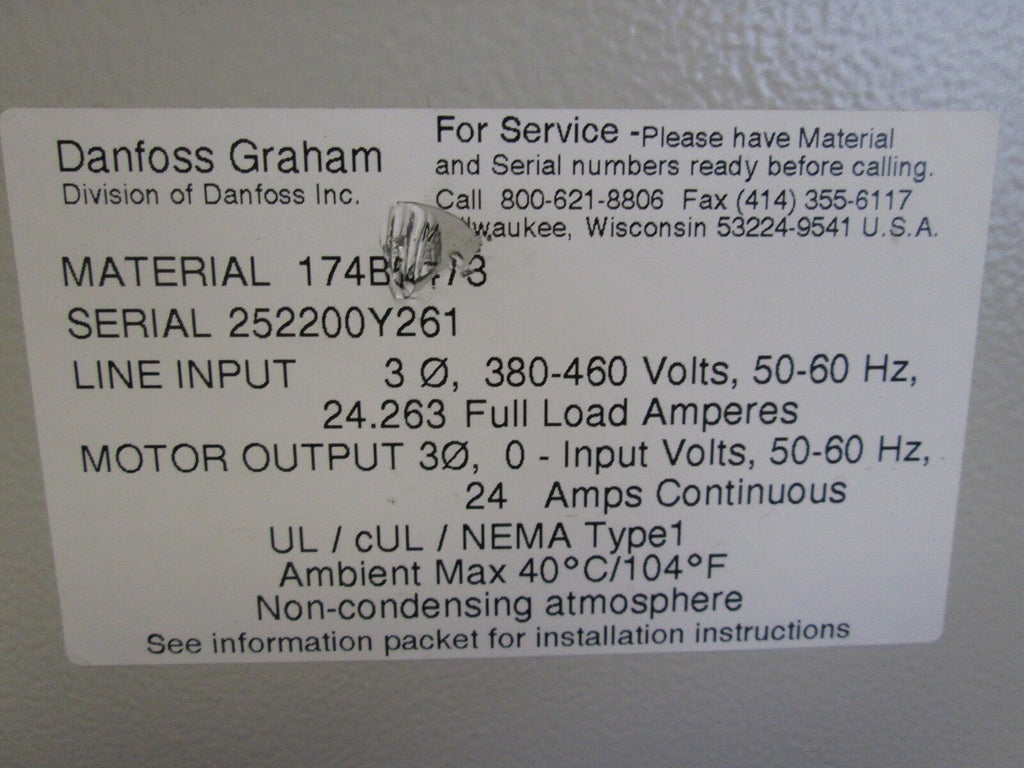 Danfoss Graham
Division of Danfoss Inc.
For Service -Please have Material
and Serial numbers ready before calling.
Call 800-621-8806 Fax (414) 355-6117
Wisconsin 53224-9541 U.S.A.
MATERIAL
SERIAL 252200Y261
LINE INPUT 3 Ø, 380-460 Volts, 50-60 Hz,
24.263 Full Load Amperes
MOTOR OUTPUT 3Ø, 0 - Input Volts, 50-60 Hz,
24 Amps Continuous
UL / cUL / NEMA Type1
Ambient Max 40°C/104°F
Non-condensing atmosphere
See information packet for installation instructions